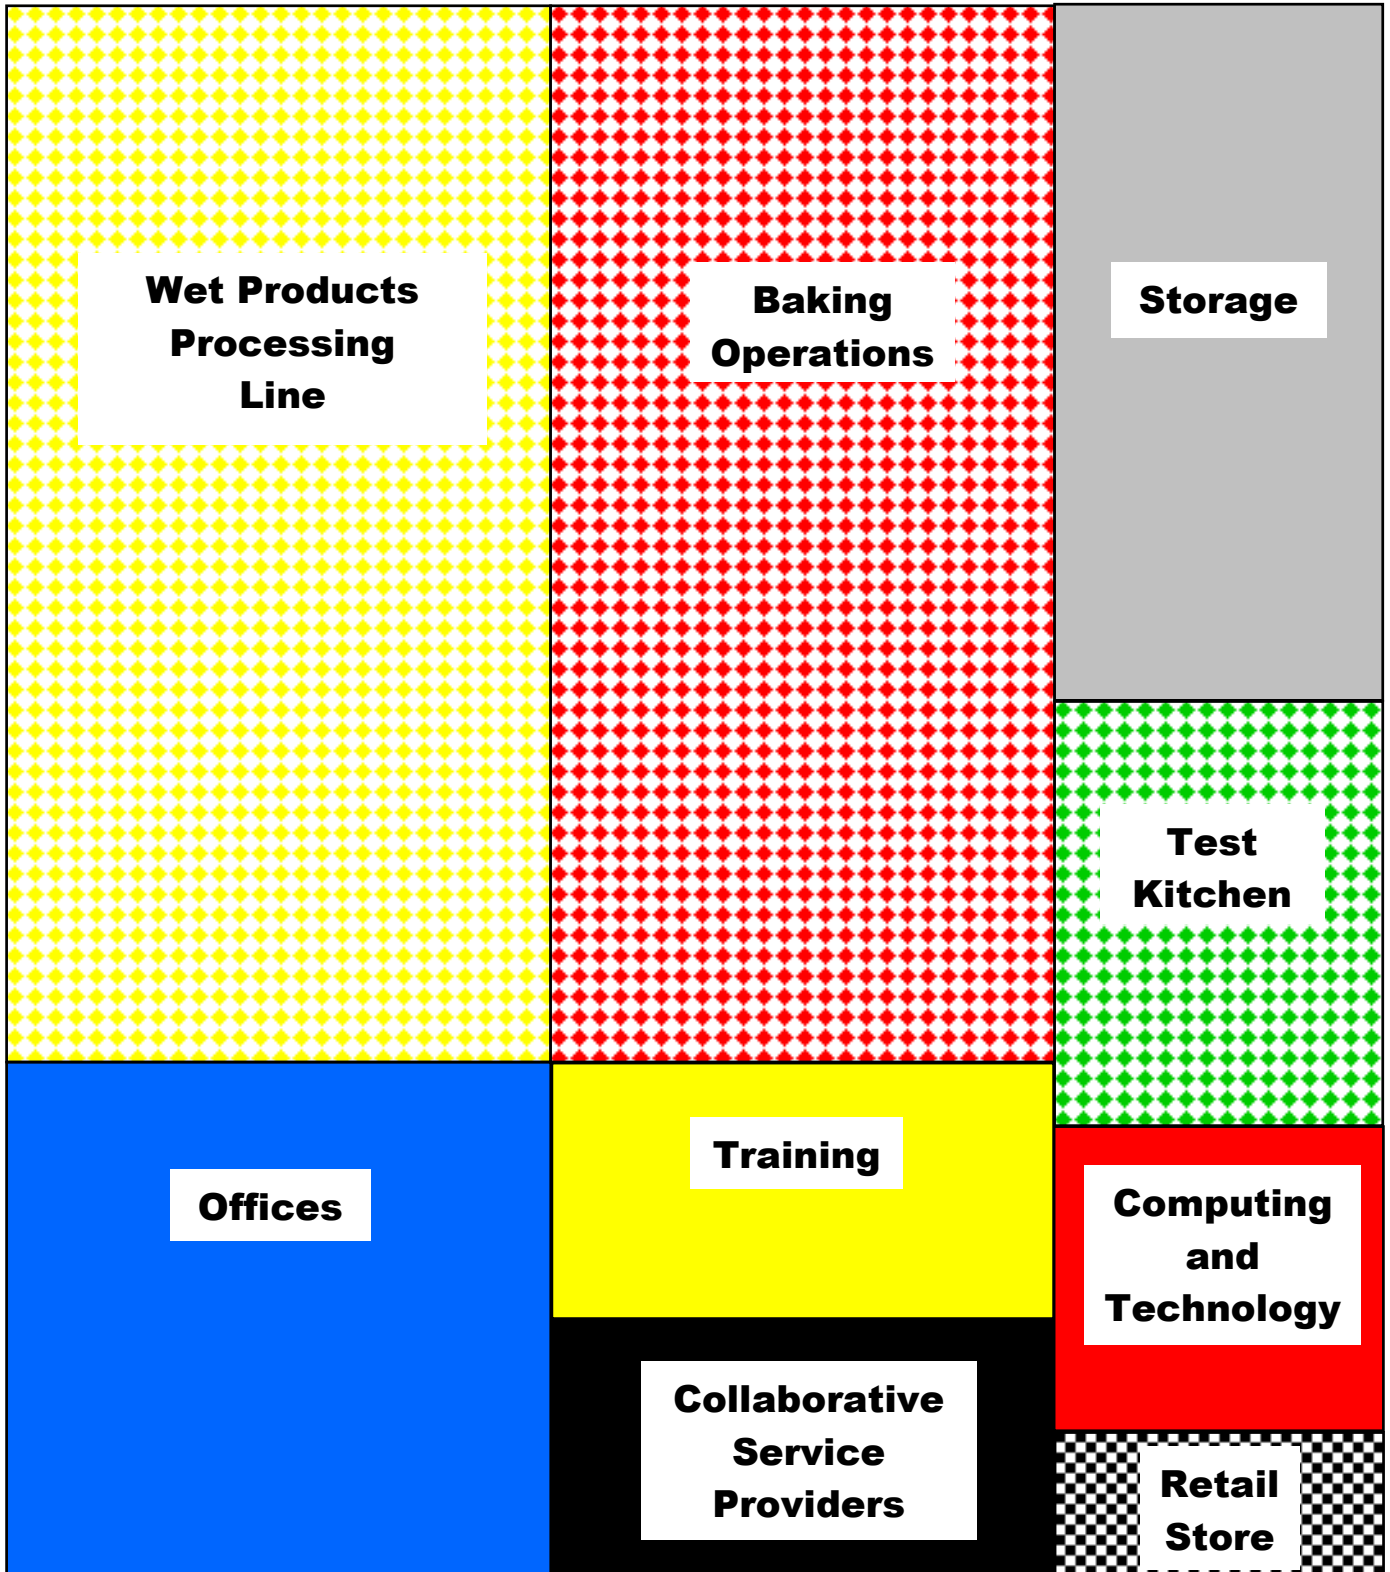 Wet Products
Processing
Line
Baking
Operations
Storage
Test
Kitchen
Offices
Training
Computing
and
Technology
Collaborative
Service
Providers
Retail
Store